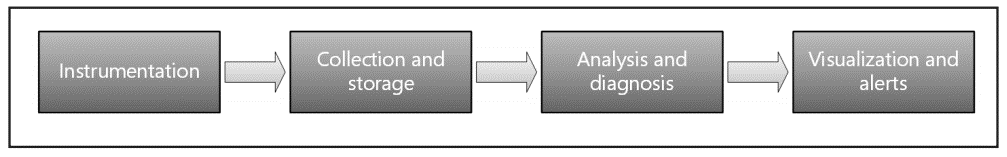 Instrumentation
Collection and
storage
Analysis and
diagnosis
Visualization and
alerts